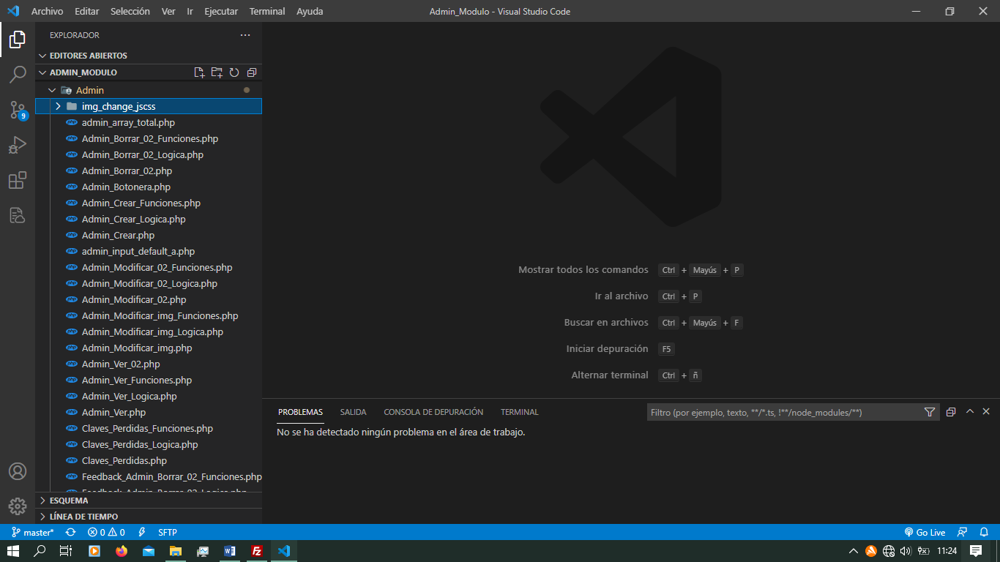 Archivo Editar Selección Ver Ir Ejecutar Terminal Ayuda Admin_Modulo - Visual Studio Code
EXPLORADOR
EDITORES ABIERTOS
ADMIN_MODULO
Admin
img_change_jscss
admin_array_total.php
Admin_Borrar_02_Funciones.php
Admin_Borrar_02_Logica.php
Admin_Borrar_02.php
Admin_Botonera.php
Admin_Crear_Funciones.php
Admin_Crear_Logica.php
Admin_Crear.php
admin_input_default_a.php
Admin_Modificar_02_Funciones.php
Admin_Modificar_02_Logica.php
Admin_Modificar_02.php
Admin_Modificar_img_Funciones.php
Admin_Modificar_img_Logica.php
Admin_Modificar_img.php
Admin_Ver_02.php
Admin_Ver_Funciones.php
Admin_Ver_Logica.php
Admin_Ver.php
Claves_Perdidas_Funciones.php
Claves_Perdidas_Logica.php
Claves_Perdidas.php
Feedback_Admin_Borrar_02_Funciones.php
Feedback_Admin_Borrar_02_Logica.php
ESQUEMA
LÍNEA DE TIEMPO
9
Mostrar todos los comandos Ctrl + Mayús + P
Ir al archivo Ctrl + P
Buscar en archivos Ctrl + Mayús + F
Iniciar depuración F5
Alternar terminal Ctrl + ñ
PROBLEMAS SALIDA CONSOLA DE DEPURACIÓN TERMINAL Filtro (por ejemplo, texto, **/*.ts, !**/node_modules/**)
No se ha detectado ningún problema en el área de trabajo.
master* 0 0 SFTP Go Live
11:24